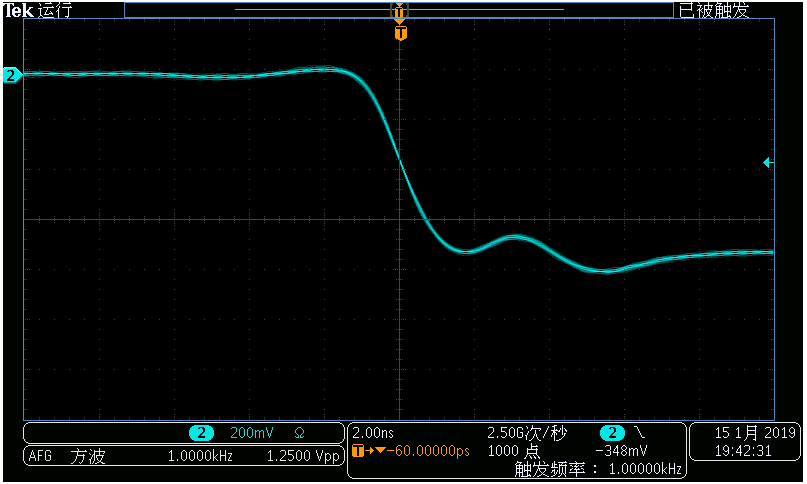 Tek 运行 T 已被触发
T
2
2 200mV Ω
AFG 方波 1.0000kHz 1.2500 Vpp
2.00ns 2.50G次/秒 2
T→▼-60.00000ps 1000 点 -348mV
触发频率： 1.00000kHz
15 1月 2019
19:42:31